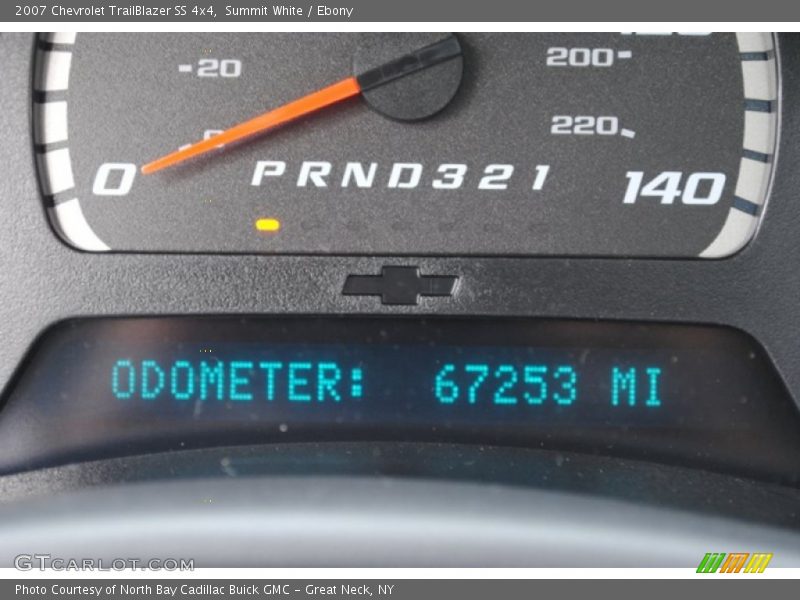 2007 Chevrolet TrailBlazer SS 4x4,  Summit White / Ebony
20
200
220
0
0
PRND321
140
ODOMETER:  67253 MI
GTCARLOT.COM
Photo Courtesy of North Bay Cadillac Buick GMC - Great Neck, NY